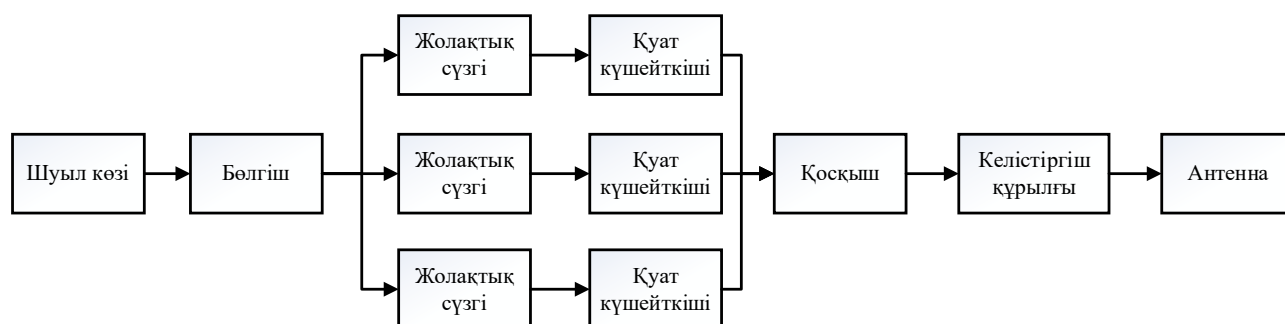 Шуыл көзі
Бөлгіш
Жолақтық
сүзгі
Қуат
күшейткіші
Жолақтық
сүзгі
Қуат
күшейткіші
Жолақтық
сүзгі
Қуат
күшейткіші
Қосқыш
Келістіргіш
құрылғы
Антенна